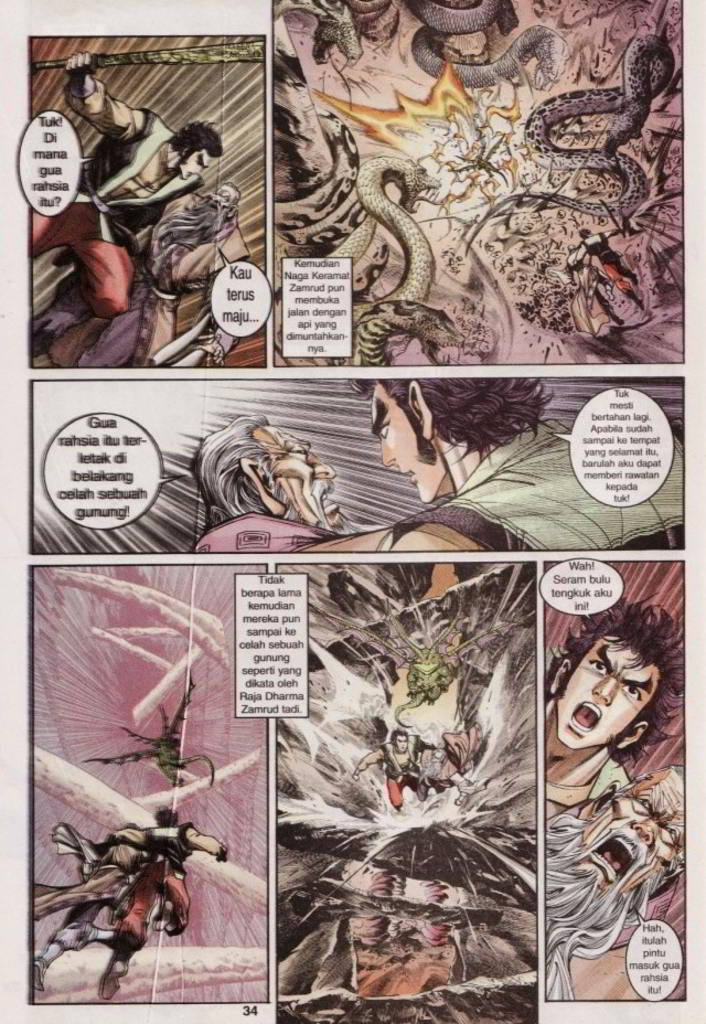 Tuk!
Di
mana
gua
rahsia
itu?
Kau
terus
maju...
Kemudian
Naga Keramat
Zamrud pun
membuka
jalan dengan
api yang
dimuntahkan-
nya.
Gua
rahsia itu ter-
letak di
belakang
celah sebuah
gunung!
Tuk
mesti
bertahan lagi.
Apabila sudah
sampai ke tempat
yang selamat itu,
barulah aku dapat
memberi rawatan
kepada
tuk!
Tidak
berapa lama
kemudian
mereka pun
sampai ke
celah sebuah
gunung
seperti yang
dikata oleh
Raja Dharma
Zamrud tadi.
Wah!
Seram bulu
tengkuk aku
ini!
Hah,
itulah
pintu
masuk gua
rahsia
itu!
34